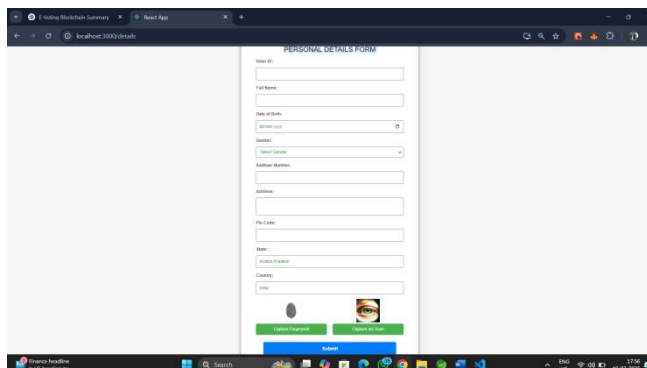 E-Voting Blockchain Summary
React App
localhost:3000/details
PERSONAL DETAILS FORM
Voter ID:
Full Name:
Date of Birth:
dd-mm-yyyy
Gender:
Select Gender
Aadhaar Number:
Address:
Pin Code:
State:
Andhra Pradesh
Country:
India
Capture Fingerprint
Capture Iris Scan
Submit
Finance headline
Search
ENG
17:56